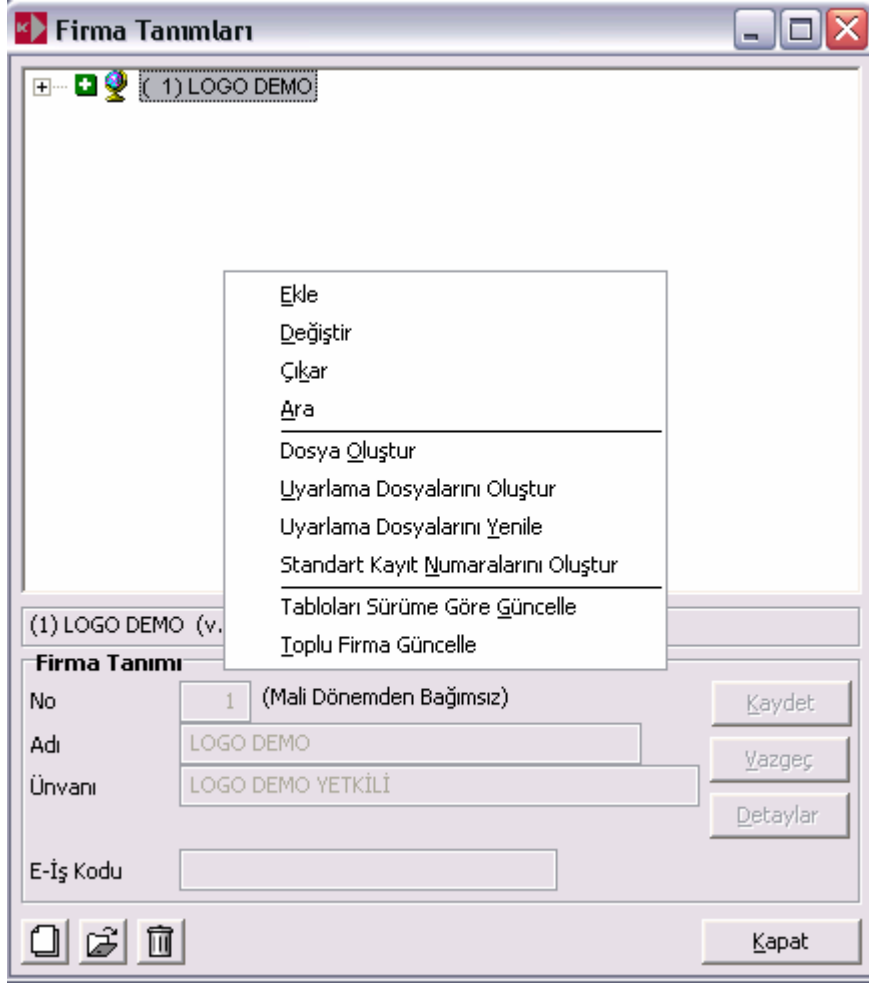 Firma Tanımları
( 1) LOGO DEMO
Ekle
Değiştir
Çıkar
Ara
Dosya Oluştur
Uyarlama Dosyalarını Oluştur
Uyarlama Dosyalarını Yenile
Standart Kayıt Numaralarını Oluştur
Tabloları Sürüme Göre Güncelle
Toplu Firma Güncelle
(1) LOGO DEMO (v.
Firma Tanımı
No 1 (Mali Dönemden Bağımsız) Kaydet
Adı LOGO DEMO
Vazgeç
Ünvanı LOGO DEMO YETKİLİ
Detaylar
E-İş Kodu
Kapat